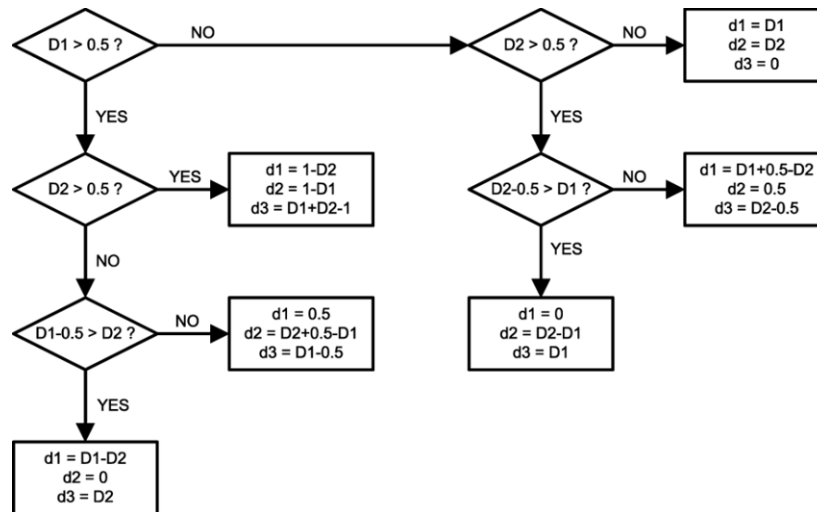 D1 > 0.5 ?
NO
D2 > 0.5 ?
NO
d1 = D1
d2 = D2
d3 = 0
YES
YES
D2 > 0.5 ?
YES
d1 = 1-D2
d2 = 1-D1
d3 = D1+D2-1
D2-0.5 > D1 ?
NO
d1 = D1+0.5-D2
d2 = 0.5
d3 = D2-0.5
NO
YES
D1-0.5 > D2 ?
NO
d1 = 0.5
d2 = D2+0.5-D1
d3 = D1-0.5
d1 = 0
d2 = D2-D1
d3 = D1
YES
d1 = D1-D2
d2 = 0
d3 = D2